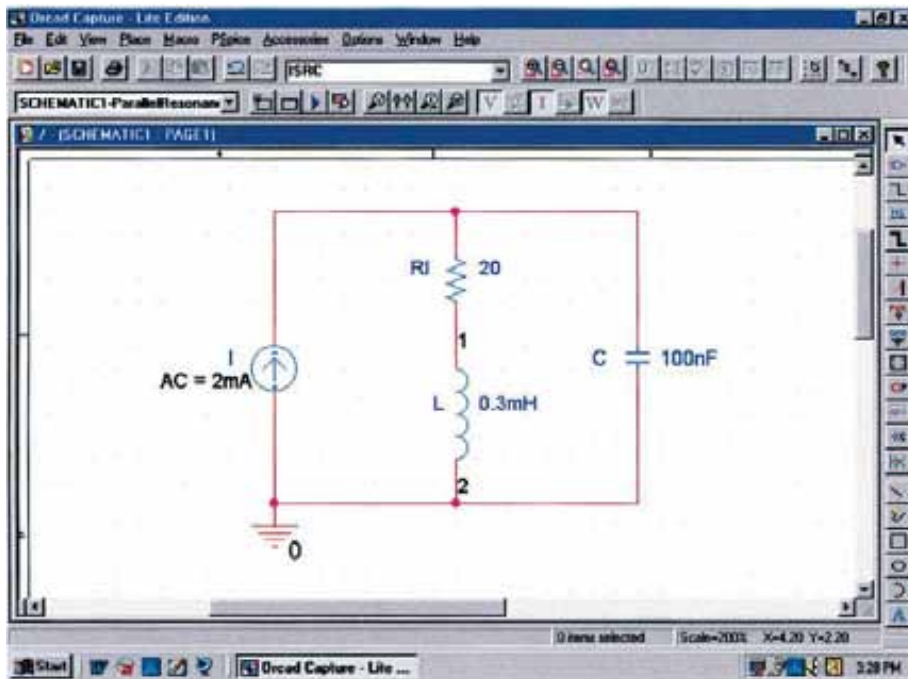 Orcad Capture - Lite Edition
File Edit View Place Macro PSpice Accessories Options Window Help
ISRC
SCHEMATIC1-ParallelResonan
V I W
/ - (SCHEMATIC1 : PAGE1)
Rl 20
1
I
AC = 2mA
C 100nF
L 0.3mH
2
0
A
0 items selected Scale=200% X=4.20 Y=2.20
Start Orcad Capture - Lite ... 3:28 PM